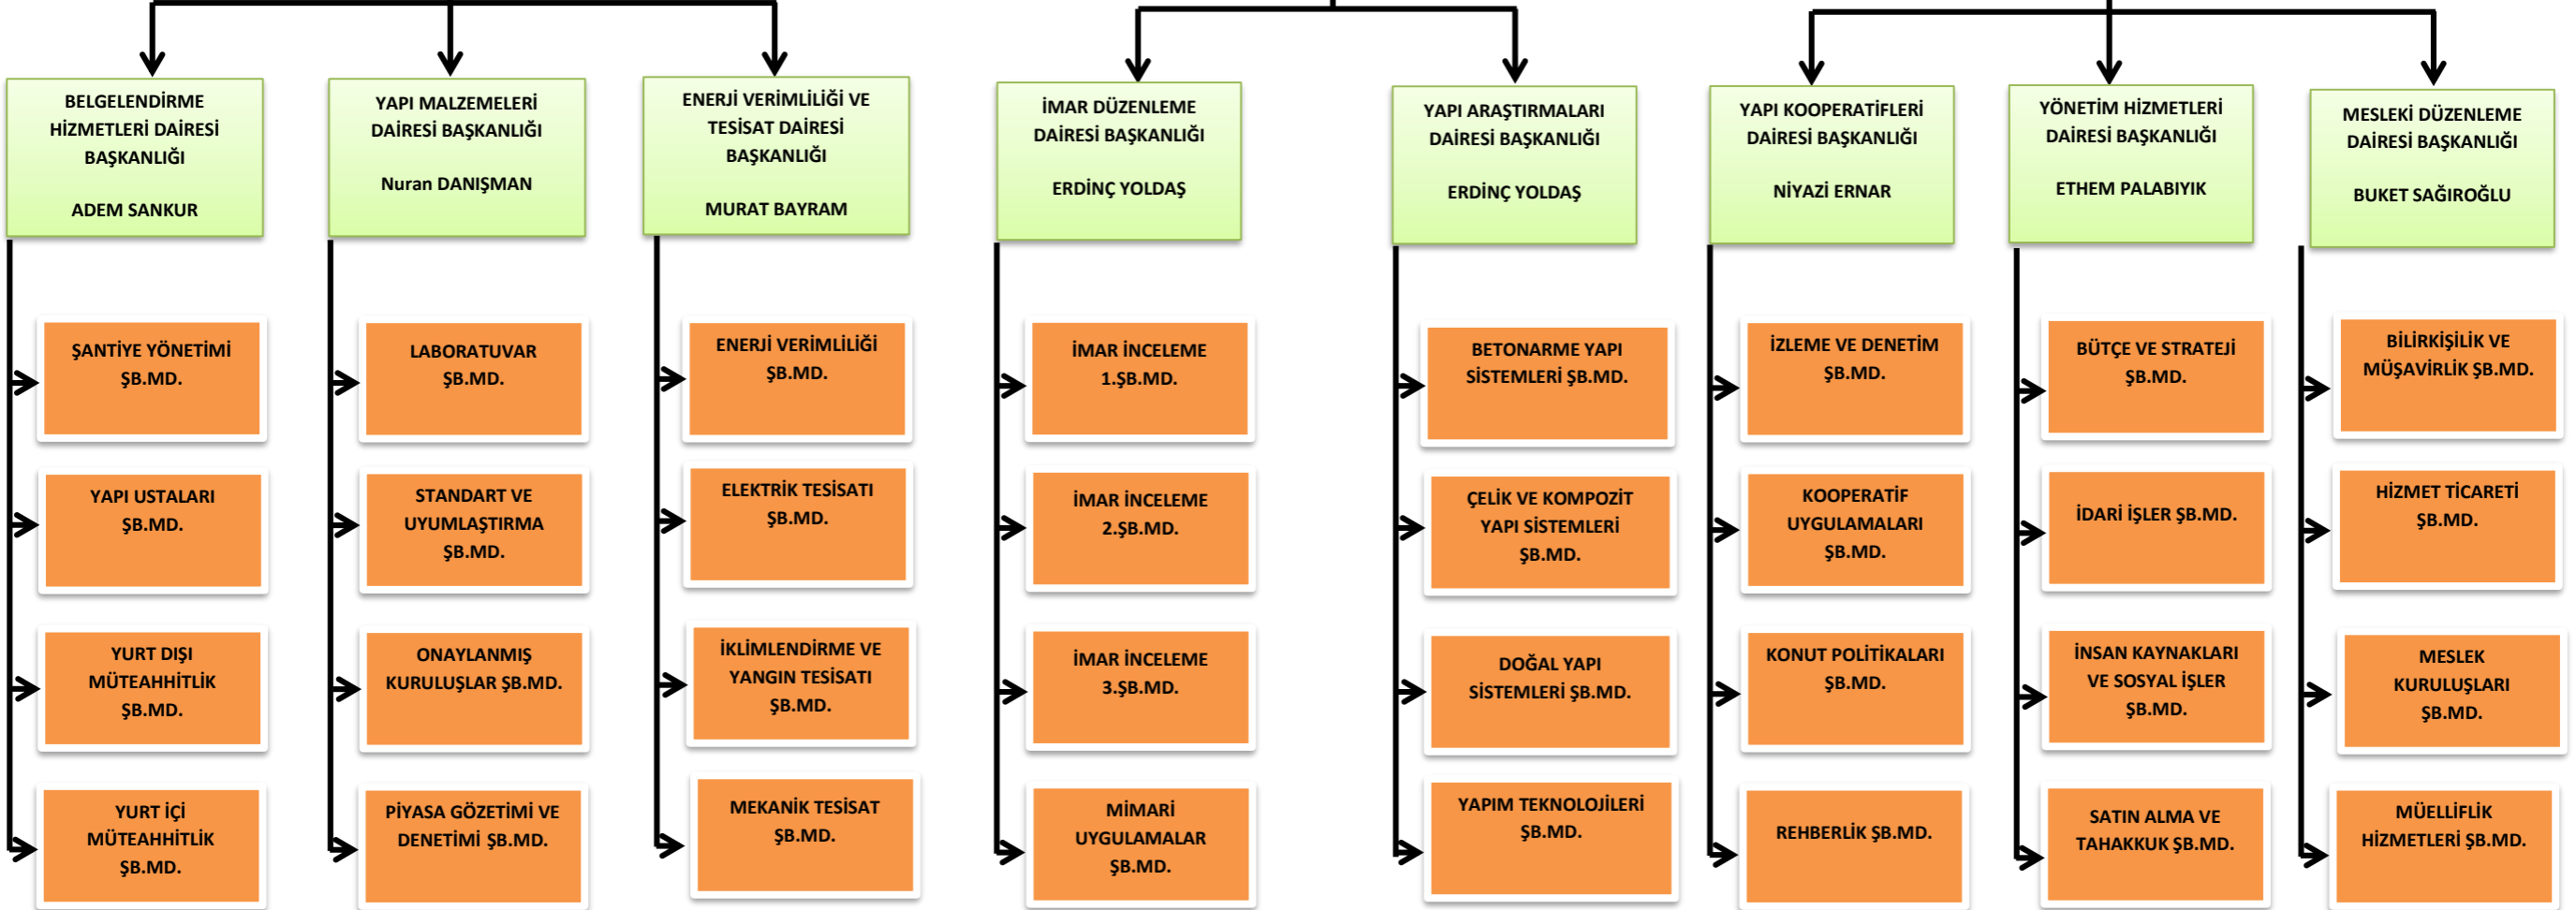 BELGELENDİRME
HİZMETLERİ DAİRESİ
BAŞKANLIĞI
ADEM SANKUR
YAPI MALZEMELERİ
DAİRESİ BAŞKANLIĞI
Nuran DANIŞMAN
ENERJİ VERİMLİLİĞİ VE
TESİSAT DAİRESİ
BAŞKANLIĞI
MURAT BAYRAM
İMAR DÜZENLEME
DAİRESİ BAŞKANLIĞI
ERDİNÇ YOLDAŞ
YAPI ARAŞTIRMALARI
DAİRESİ BAŞKANLIĞI
ERDİNÇ YOLDAŞ
YAPI KOOPERATİFLERİ
DAİRESİ BAŞKANLIĞI
NİYAZİ ERNAR
YÖNETİM HİZMETLERİ
DAİRESİ BAŞKANLIĞI
ETHEM PALABIYIK
MESLEKİ DÜZENLEME
DAİRESİ BAŞKANLIĞI
BUKET SAĞIROĞLU
ŞANTİYE YÖNETİMİ
ŞB.MD.
LABORATUVAR
ŞB.MD.
ENERJİ VERİMLİLİĞİ
ŞB.MD.
İMAR İNCELEME
1.ŞB.MD.
BETONARME YAPI
SİSTEMLERİ ŞB.MD.
İZLEME VE DENETİM
ŞB.MD.
BÜTÇE VE STRATEJİ
ŞB.MD.
BİLİRKİŞİLİK VE
MÜŞAVİRLİK ŞB.MD.
YAPI USTALARI
ŞB.MD.
STANDART VE
UYUMLAŞTIRMA
ŞB.MD.
ELEKTRİK TESİSATI
ŞB.MD.
İMAR İNCELEME
2.ŞB.MD.
ÇELİK VE KOMPOZİT
YAPI SİSTEMLERİ
ŞB.MD.
KOOPERATİF
UYGULAMALARI
ŞB.MD.
İDARİ İŞLER ŞB.MD.
HİZMET TİCARETİ
ŞB.MD.
YURT DIŞI
MÜTEAHHİTLİK
ŞB.MD.
ONAYLANMIŞ
KURULUŞLAR ŞB.MD.
İKLİMLENDİRME VE
YANGIN TESİSATI
ŞB.MD.
İMAR İNCELEME
3.ŞB.MD.
DOĞAL YAPI
SİSTEMLERİ ŞB.MD.
KONUT POLİTİKALARI
ŞB.MD.
İNSAN KAYNAKLARI
VE SOSYAL İŞLER
ŞB.MD.
MESLEK
KURULUŞLARI
ŞB.MD.
YURT İÇİ
MÜTEAHHİTLİK
ŞB.MD.
PİYASA GÖZETİMİ VE
DENETİMİ ŞB.MD.
MEKANİK TESİSAT
ŞB.MD.
MİMARİ
UYGULAMALAR
ŞB.MD.
YAPIM TEKNOLOJİLERİ
ŞB.MD.
REHBERLİK ŞB.MD.
SATIN ALMA VE
TAHAKKUK ŞB.MD.
MÜELLİFLİK
HİZMETLERİ ŞB.MD.